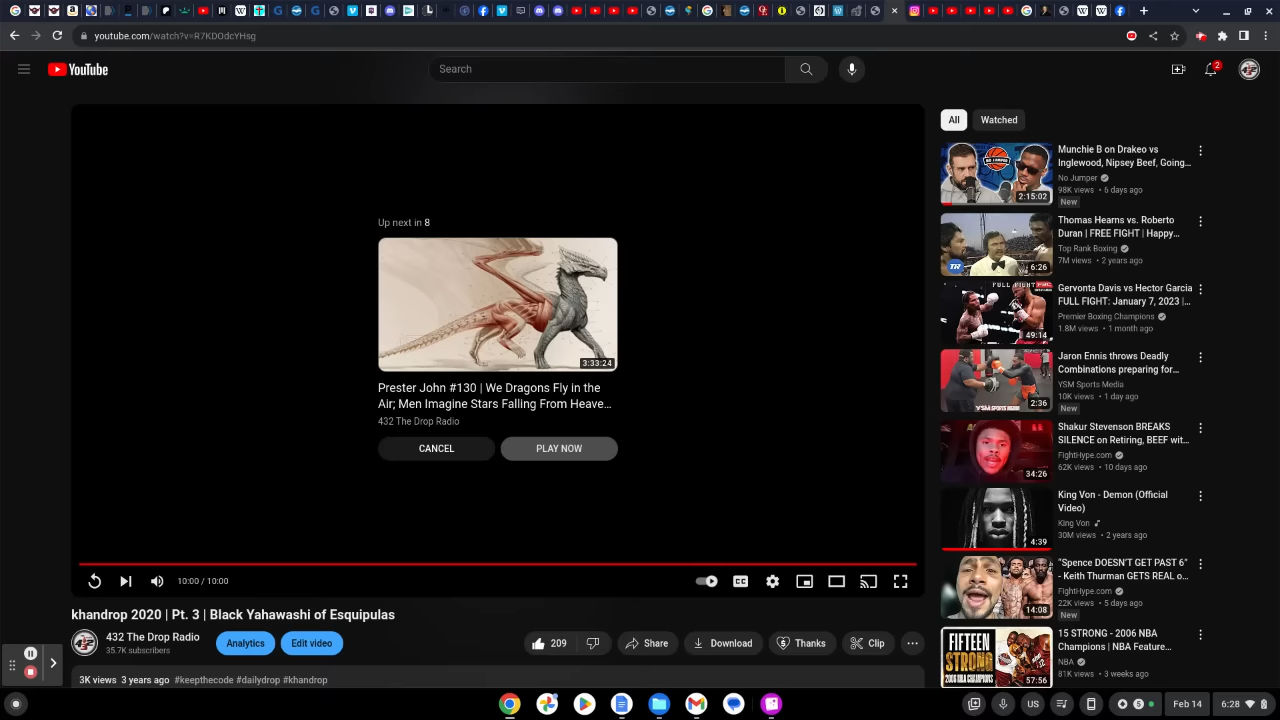 youtube.com/watch?v=R7KDOdcYHsg
YouTube
Search
2
All
Watched
Up next in 8
3:33:24
Prester John #130 | We Dragons Fly in the
Air; Men Imagine Stars Falling From Heave...
432 The Drop Radio
CANCEL
PLAY NOW
10:00 / 10:00
khandrop 2020 | Pt. 3 | Black Yahawashi of Esquipulas
432 The Drop Radio
35.7K subscribers
Analytics
Edit video
209
Share
Download
Thanks
Clip
3K views 3 years ago #keepthecode #dailydrop #khandrop
2:15:02
Munchie B on Drakeo vs
Inglewood, Nipsey Beef, Going...
No Jumper
98K views • 6 days ago
New
6:26
Thomas Hearns vs. Roberto
Duran | FREE FIGHT | Happy...
Top Rank Boxing
7M views • 2 years ago
FULL FIGHT
49:14
Gervonta Davis vs Hector Garcia
FULL FIGHT: January 7, 2023 |...
Premier Boxing Champions
1.8M views • 1 month ago
YSM SPORTS MEDIA
2:36
Jaron Ennis throws Deadly
Combinations preparing for...
YSM Sports Media
10K views • 1 day ago
New
34:26
Shakur Stevenson BREAKS
SILENCE on Retiring, BEEF wit...
FightHype.com
62K views • 10 days ago
4:39
King Von - Demon (Official
Video)
King Von
30M views • 2 years ago
14:08
“Spence DOESN'T GET PAST 6”
- Keith Thurman GETS REAL o...
FightHype.com
22K views • 5 days ago
New
FIFTEEN
STRONG
2006 NBA
CHAMPIONS
57:56
15 STRONG - 2006 NBA
Champions | NBA Feature...
NBA
81K views • 3 weeks ago
US
5
Feb 14
6:28